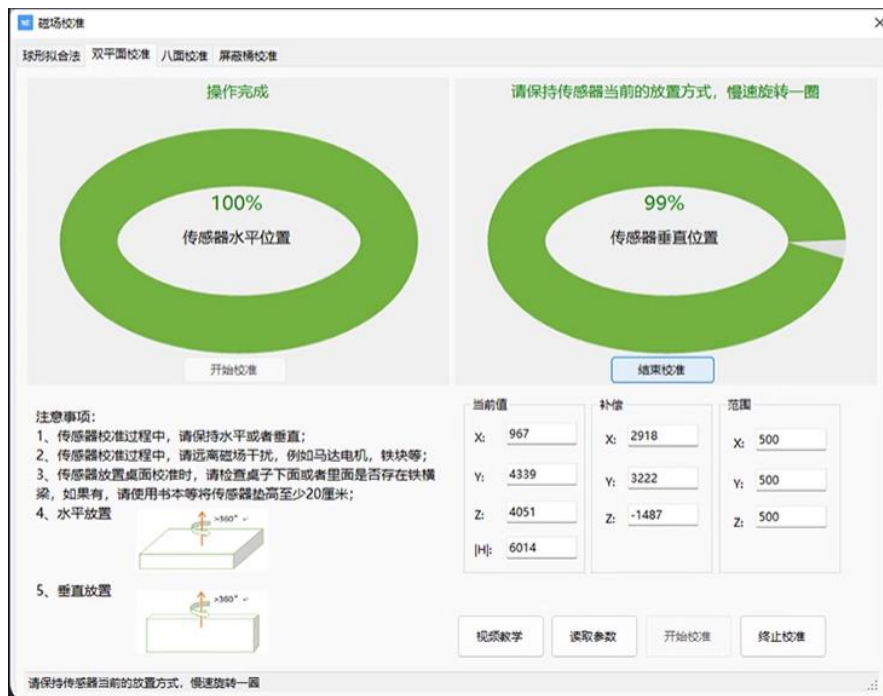 磁场校准
球形拟合法 双平面校准 八面校准 屏蔽桶校准
操作完成
100%
传感器水平位置
开始校准
请保持传感器当前的放置方式，慢速旋转一圈
99%
传感器垂直位置
结束校准
注意事项：
1、传感器校准过程中，请保持水平或者垂直；
2、传感器校准过程中，请远离磁场干扰，例如马达电机，铁块等；
3、传感器放置桌面校准时，请检查桌子下面或者里面是否存在铁横
梁，如果有，请使用书本等将传感器垫高至少20厘米；
4、水平放置
>360°
5、垂直放置
>360°
当前值
X: 967
Y: 4339
Z: 4051
|H|: 6014
补偿
X: 2918
Y: 3222
Z: -1487
范围
X: 500
Y: 500
Z: 500
视频教学 读取参数 开始校准 终止校准
请保持传感器当前的放置方式，慢速旋转一圈